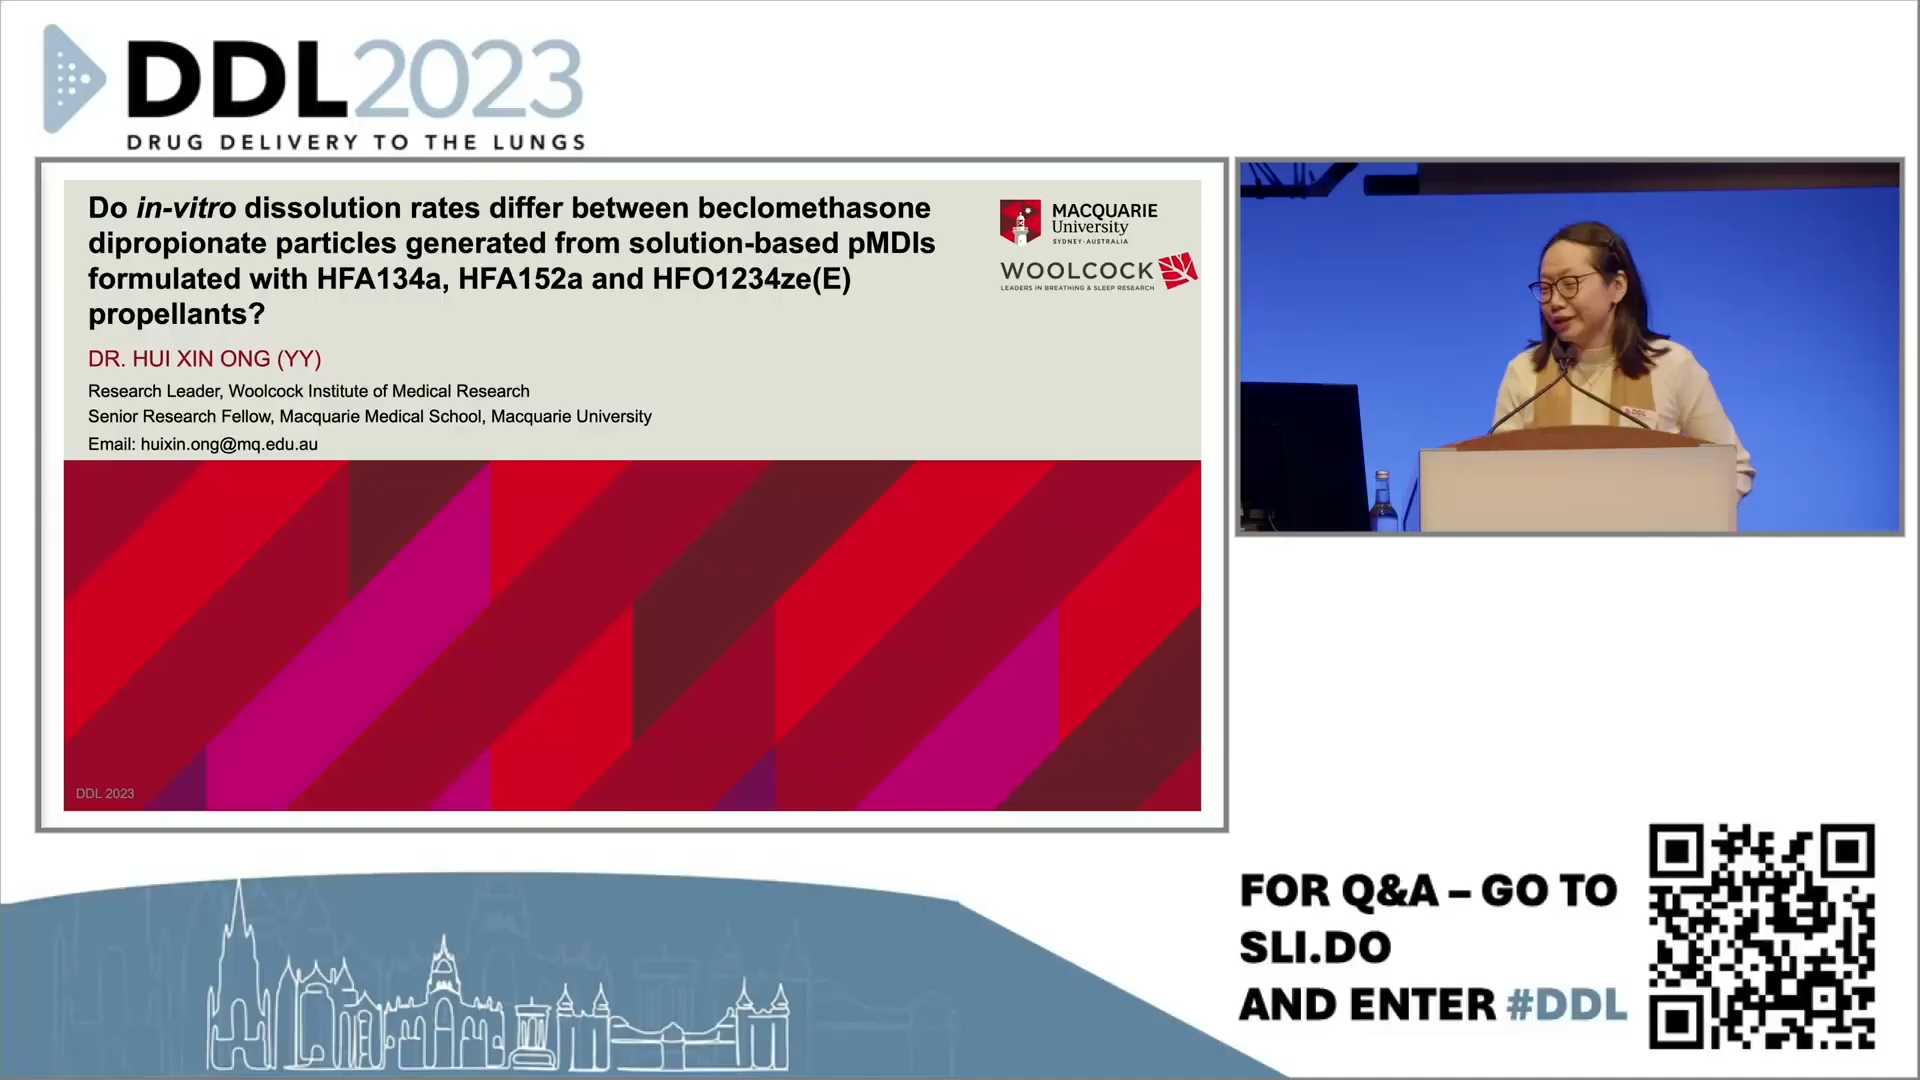 DDL2023
DRUG DELIVERY TO THE LUNGS
Do in-vitro dissolution rates differ between beclomethasone
dipropionate particles generated from solution-based pMDIs
formulated with HFA134a, HFA152a and HFO1234ze(E)
propellants?
MACQUARIE
University
SYDNEY·AUSTRALIA
WOOLCOCK
LEADERS IN BREATHING & SLEEP RESEARCH
DR. HUI XIN ONG (YY)
Research Leader, Woolcock Institute of Medical Research
Senior Research Fellow, Macquarie Medical School, Macquarie University
Email: huixin.ong@mq.edu.au
DDL 2023
DDL
FOR Q&A – GO TO
SLI.DO
AND ENTER #DDL